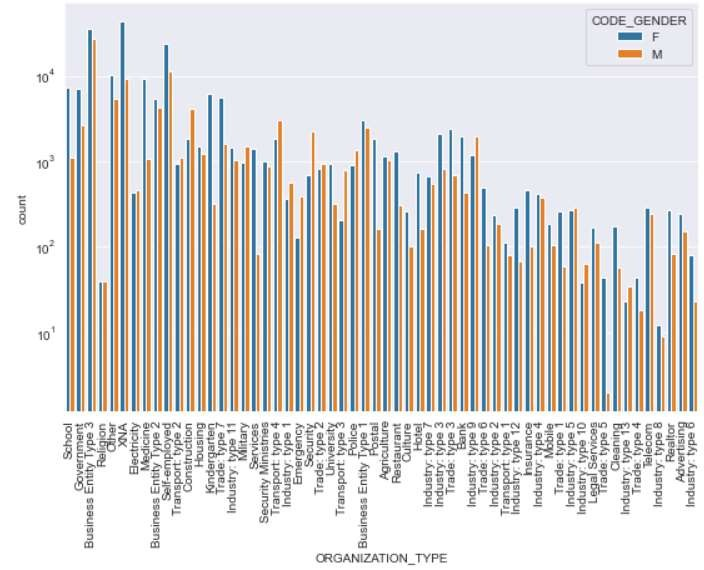 CODE_GENDER
F
M
10^4
10^3
10^2
10^1
count
School
Government
Business Entity Type 3
Religion
Other
XNA
Electricity
Medicine
Business Entity Type 2
Self-employed
Transport: type 2
Construction
Housing
Kindergarten
Trade: type 7
Industry: type 11
Military
Services
Security Ministries
Transport: type 4
Industry: type 1
Emergency
Security
Trade: type 2
University
Transport: type 3
Police
Business Entity Type 1
Postal
Agriculture
Restaurant
Culture
Hotel
Industry: type 7
Industry: type 3
Trade: type 3
Bank
Industry: type 9
Trade: type 6
Industry: type 2
Transport: type 1
Industry: type 12
Insurance
Industry: type 4
Mobile
Trade: type 1
Industry: type 5
Industry: type 10
Legal Services
Trade: type 5
Cleaning
Industry: type 13
Trade: type 4
Telecom
Industry: type 8
Realtor
Advertising
Industry: type 6
ORGANIZATION_TYPE